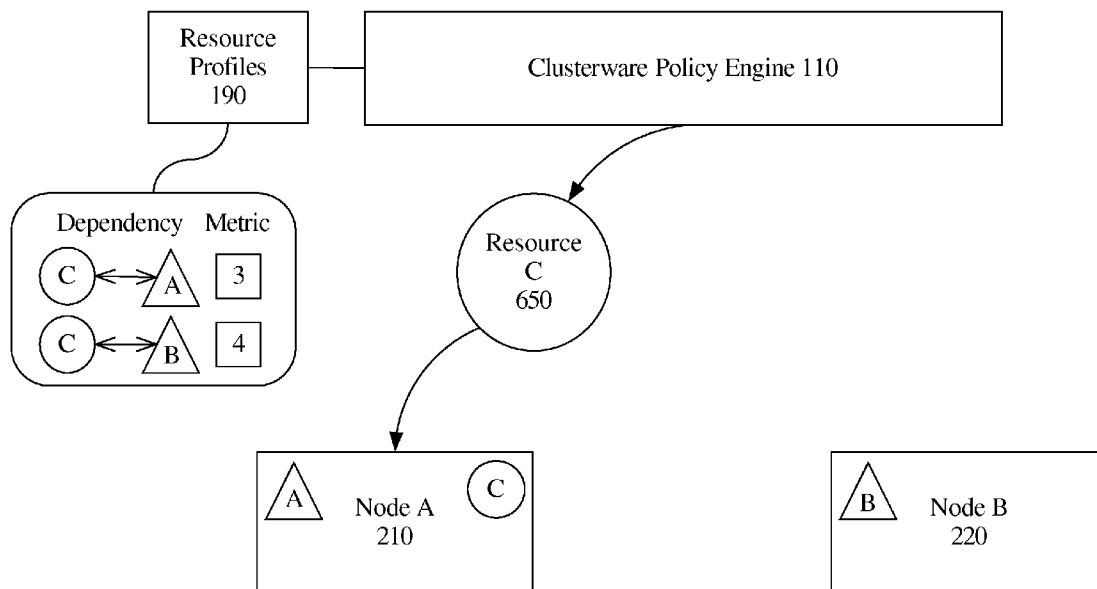 Resource
Profiles
190
Clusterware Policy Engine 110
Dependency Metric
C A 3
C B 4
Resource
C
650
A
Node A
210
C
B
Node B
220